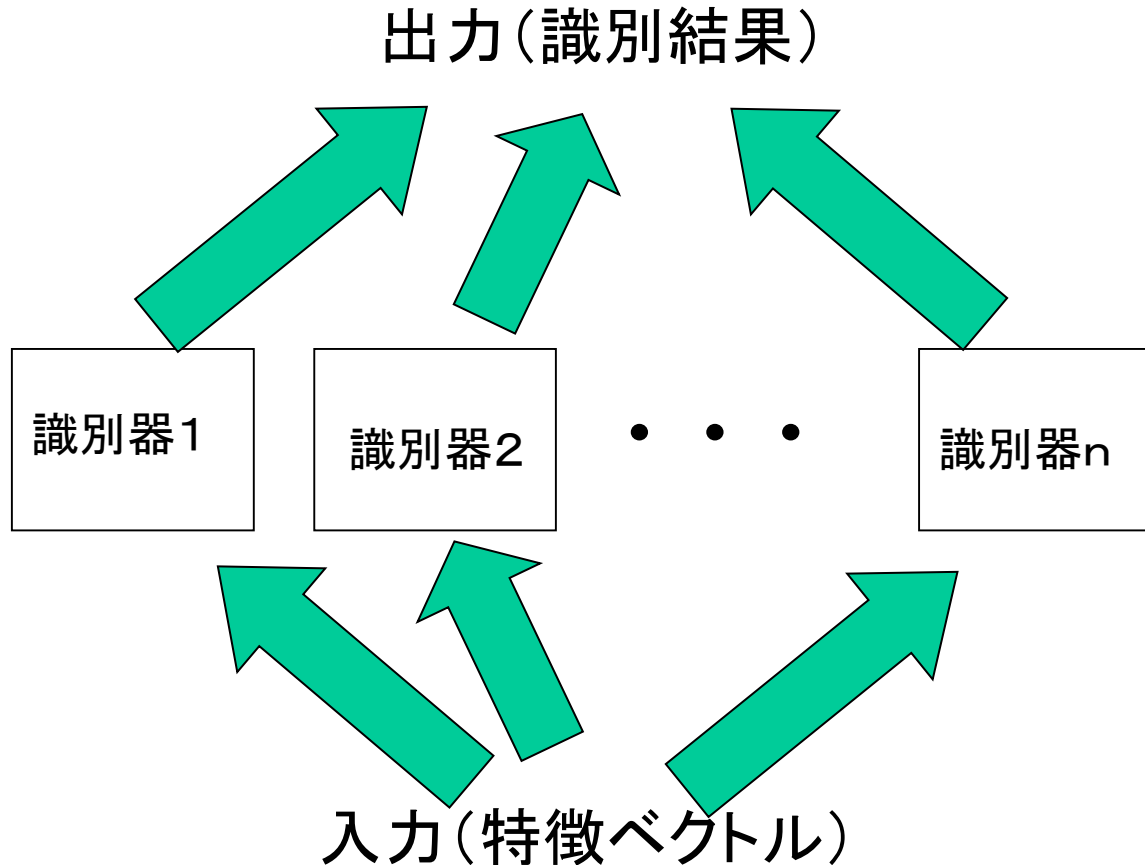 出力（識別結果）
識別器１
識別器２
・・・
識別器ｎ
入力（特徴ベクトル）